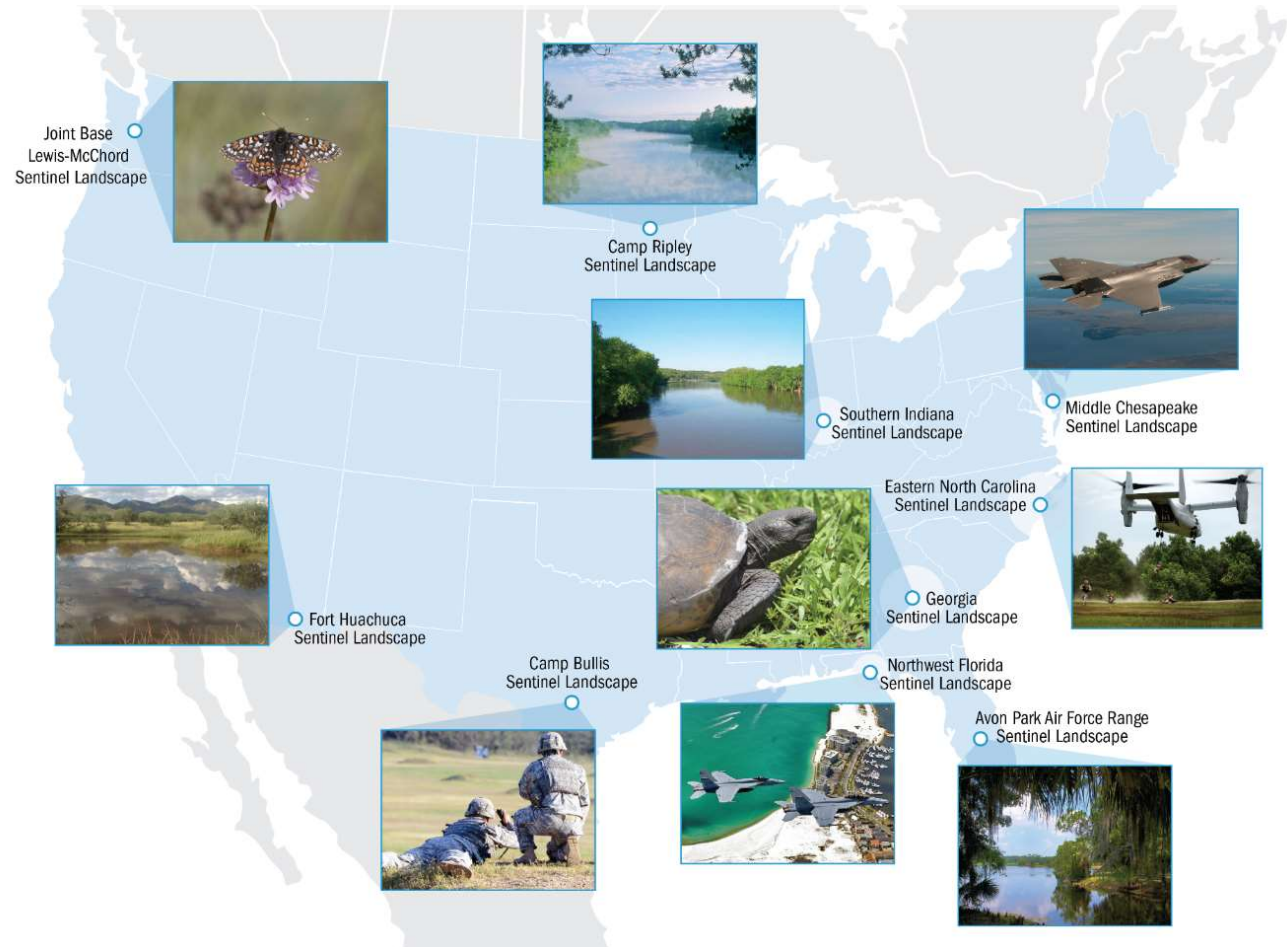 Joint Base
Lewis-McChord
Sentinel Landscape
Camp Ripley
Sentinel Landscape
Southern Indiana
Sentinel Landscape
Middle Chesapeake
Sentinel Landscape
Eastern North Carolina
Sentinel Landscape
Fort Huachuca
Sentinel Landscape
Georgia
Sentinel Landscape
Camp Bullis
Sentinel Landscape
Northwest Florida
Sentinel Landscape
Avon Park Air Force Range
Sentinel Landscape